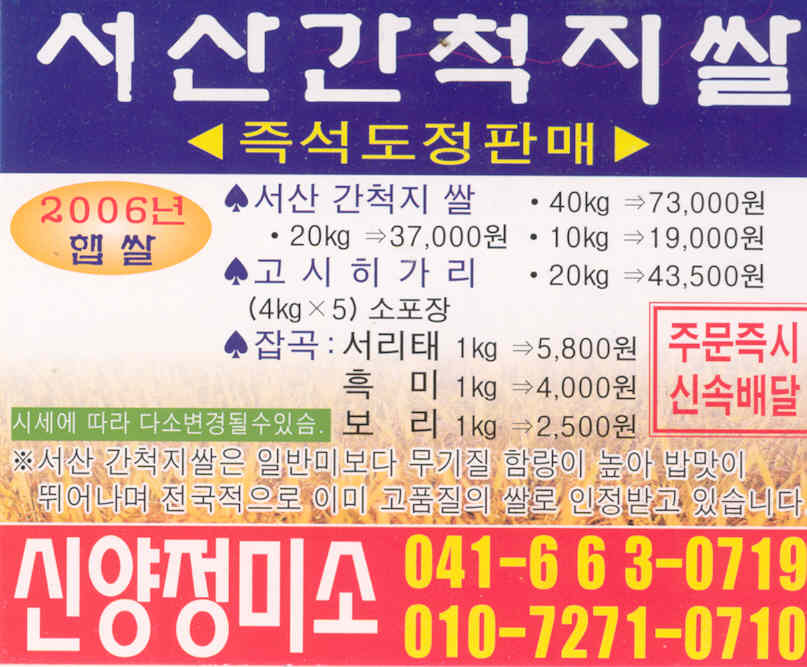 서산간척지쌀
◀즉석도정판매▶
2006년
햅쌀
♠서산 간척지 쌀 ・40kg ⇒73,000원
・20kg ⇒37,000원 ・10kg ⇒19,000원
♠고시히가리 ・20kg ⇒43,500원
(4kg×5) 소포장
♠잡곡 : 서리태 1kg ⇒5,800원
흑 미 1kg ⇒4,000원
보 리 1kg ⇒2,500원
주문즉시
신속배달
시세에 따라 다소변경될수있슴.
※서산 간척지쌀은 일반미보다 무기질 함량이 높아 밥맛이
뛰어나며 전국적으로 이미 고품질의 쌀로 인정받고 있습니다
신양정미소
041-6 6 3-0719
010-7271-0710